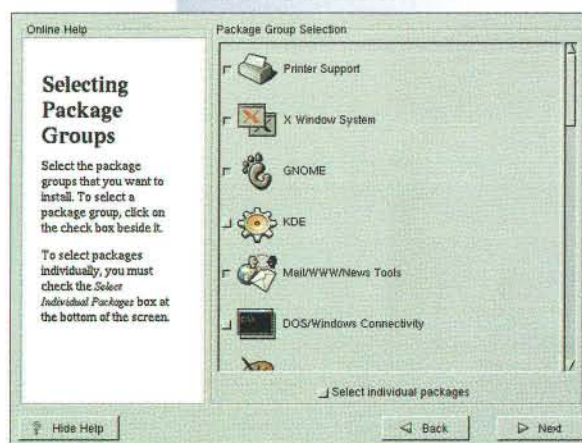 Online Help
Selecting
Package
Groups
Select the package
groups that you want to
install. To select a
package group, click on
the check box beside it.
To select packages
individually, you must
check the Select
Individual Packages box at
the bottom of the screen.
Package Group Selection
Printer Support
X Window System
GNOME
KDE
Mail/WWW/News Tools
DOS/Windows Connectivity
Select individual packages
Hide Help
Back
Next